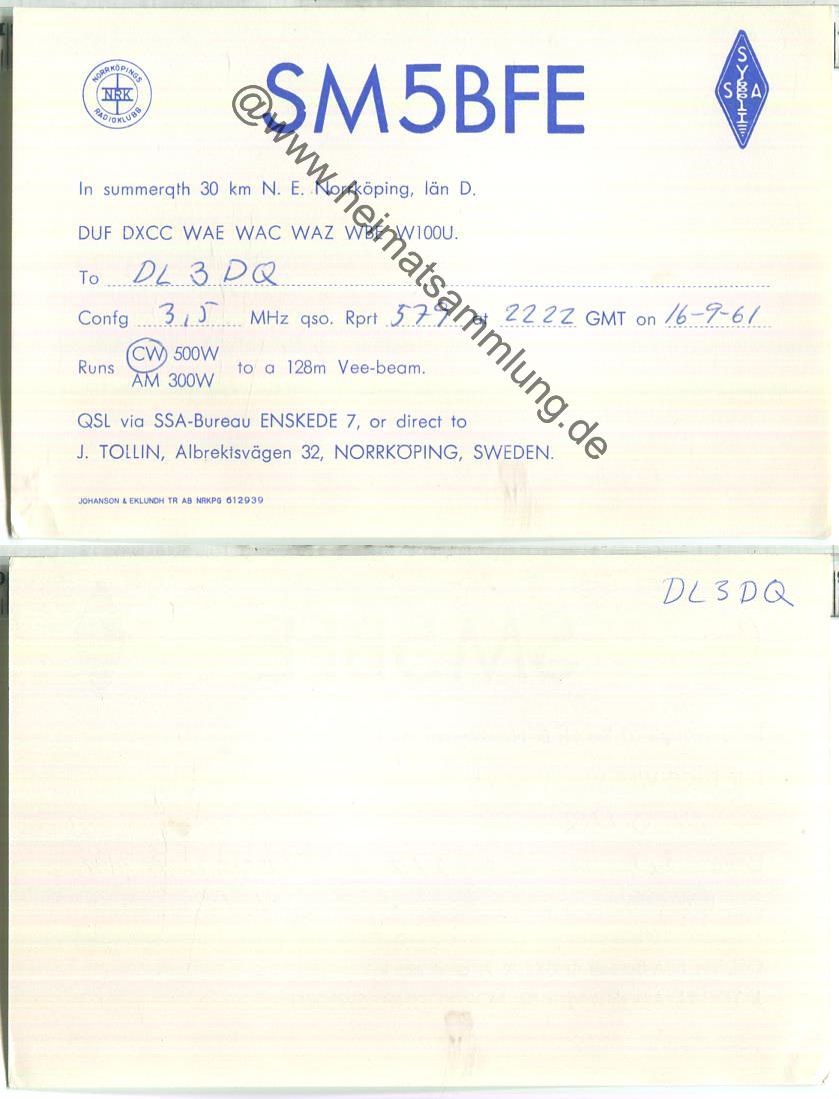 NORRKÖPINGS
NRK
RADIOKLUBB
SM5BFE
S
S A
In summerqth 30 km N. E. Norrköping, län D.
DUF DXCC WAE WAC WAZ WBE W100U.
To DL3DQ
Confg 3,5 MHz qso. Rprt 579 at 2222 GMT on 16-9-61
Runs CW 500W
AM 300W to a 128m Vee-beam.
QSL via SSA-Bureau ENSKEDE 7, or direct to
J. TOLLIN, Albrektsvägen 32, NORRKÖPING, SWEDEN.
JOHANSON & EKLUNDH TR AB NRKPG 612939
@www.heimatsammlung.de
DL3DQ